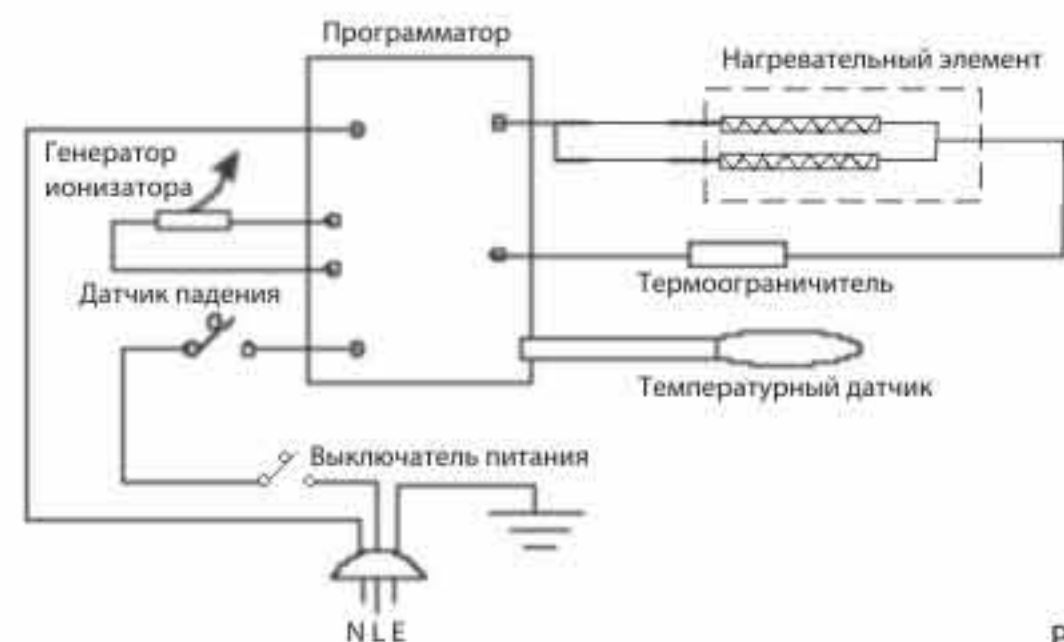 Программатор
Нагревательный элемент
Генератор
ионизатора
Датчик падения
Термоограничитель
Температурный датчик
Выключатель питания
N L E